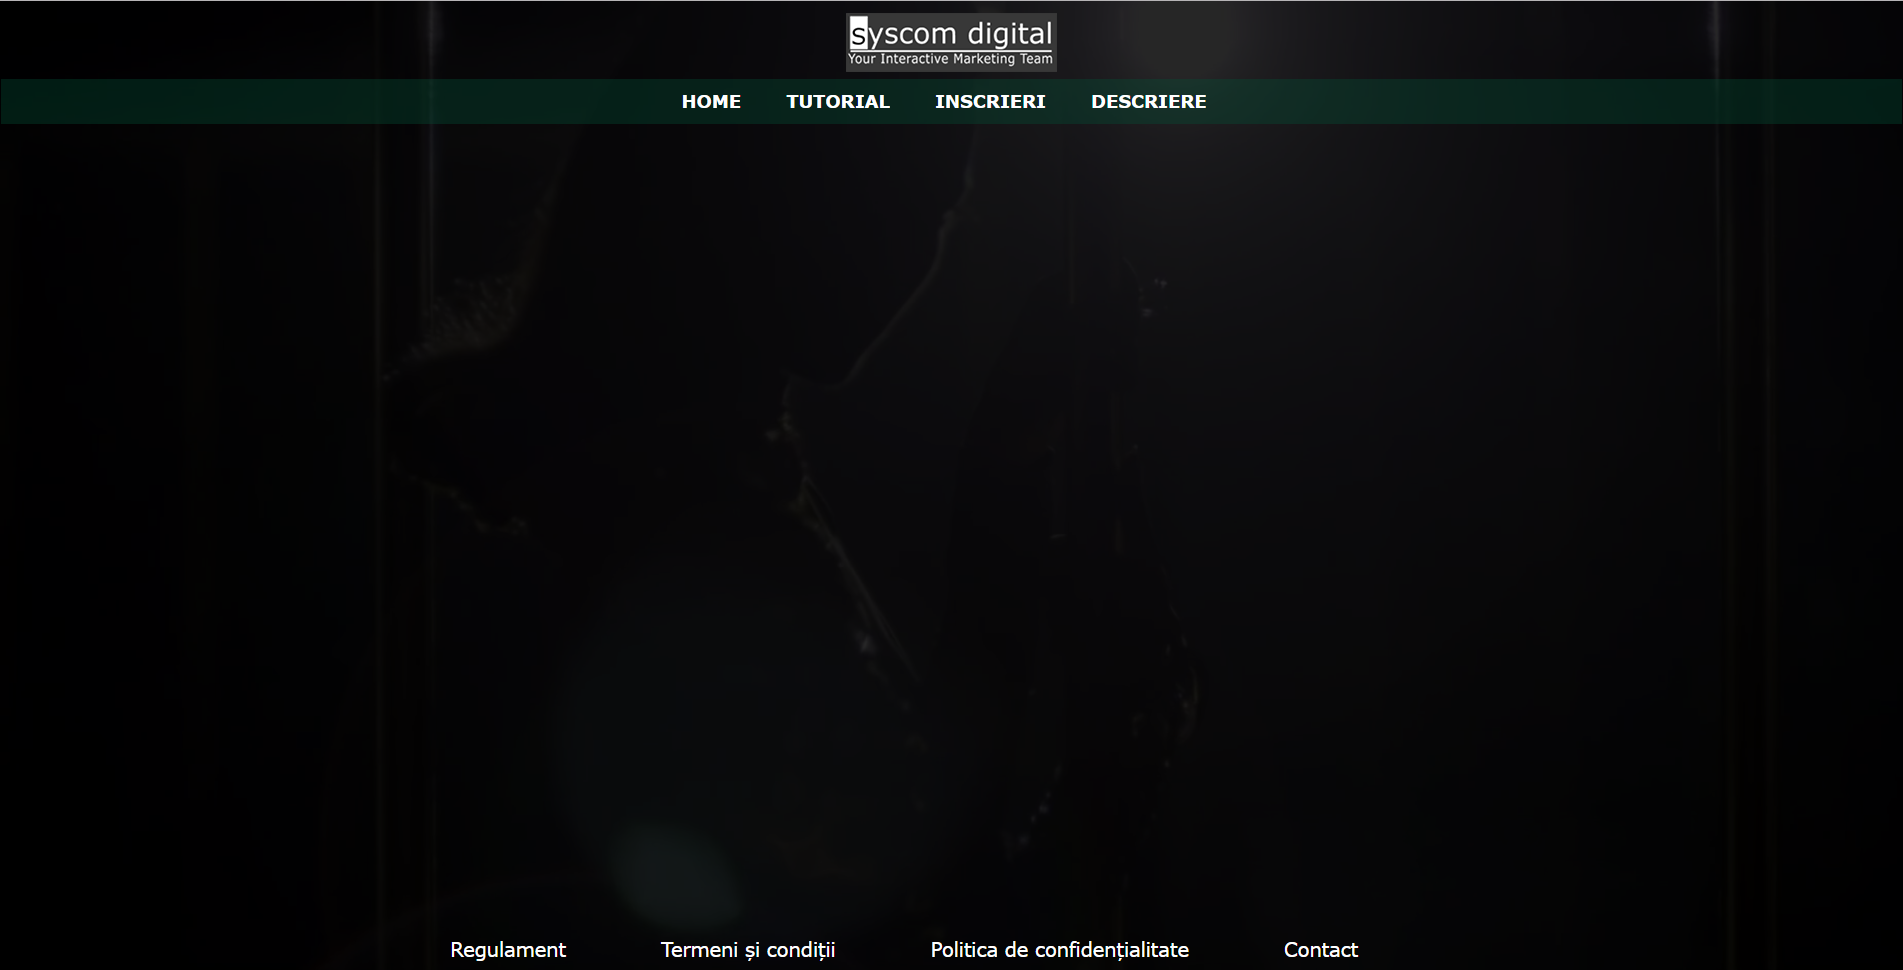 syscom digital
Your Interactive Marketing Team
HOME TUTORIAL INSCRIERI DESCRIERE
Regulament Termeni și condiții Politica de confidențialitate Contact